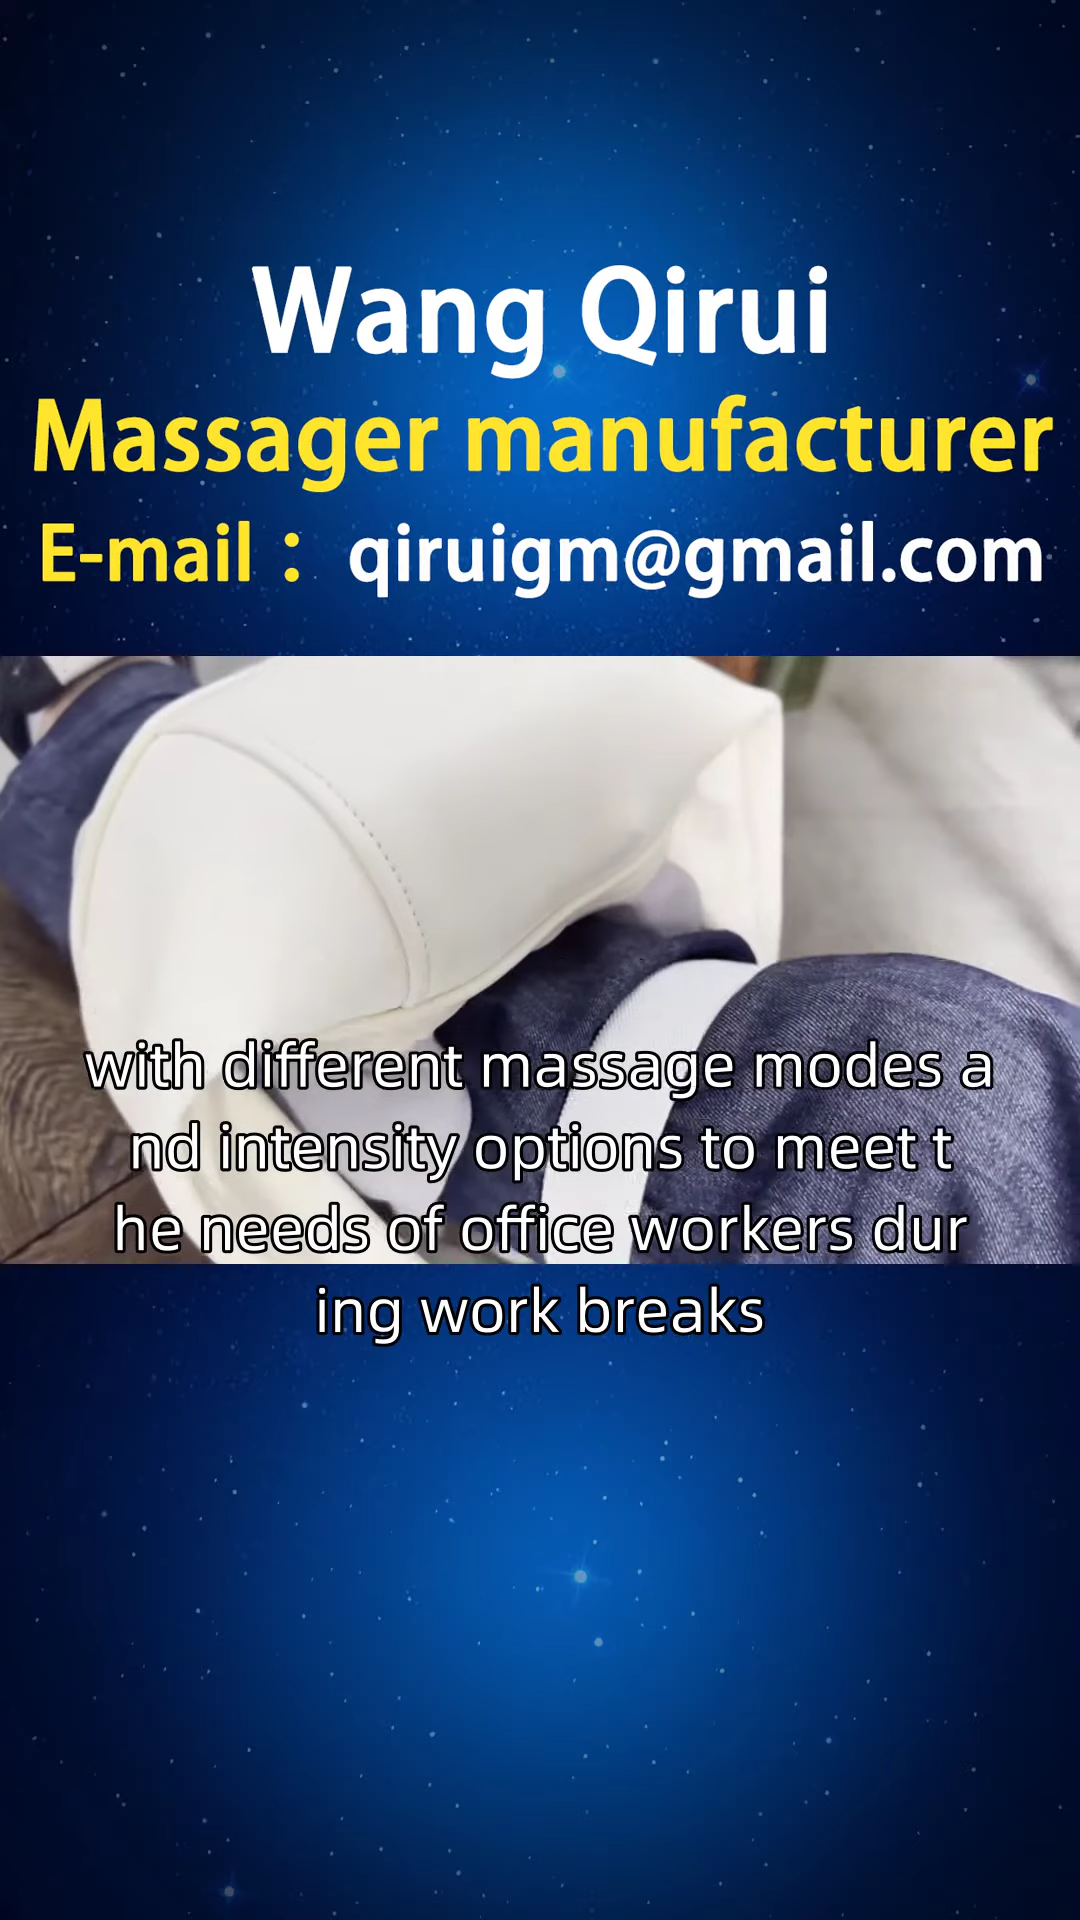 Wang Qirui
Massager manufacturer
E-mail： qiruigm@gmail.com
with different massage modes a
nd intensity options to meet t
he needs of office workers dur
ing work breaks